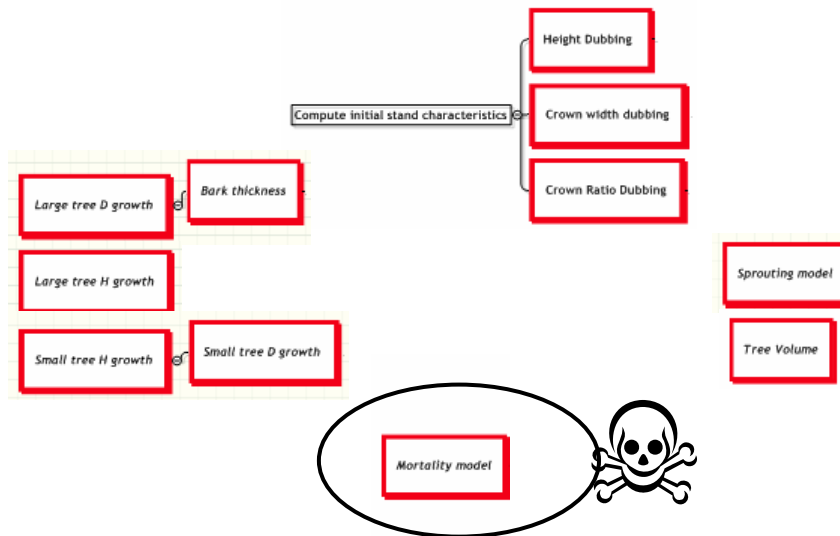 Height Dubbing
Compute initial stand characteristics
Crown width dubbing
Crown Ratio Dubbing
Bark thickness
Large tree D growth
Large tree H growth
Sprouting model
Small tree H growth
Small tree D growth
Tree Volume
Mortality model